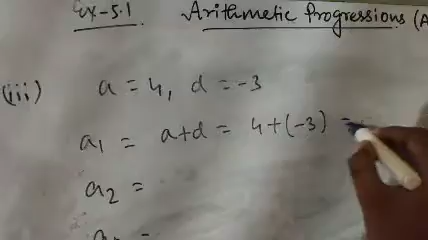 Ex-5.1 Arithmetic Progressions (A
(iii) a = 4, d = -3
a₁ = a+d = 4+(-3) =
a₂ =